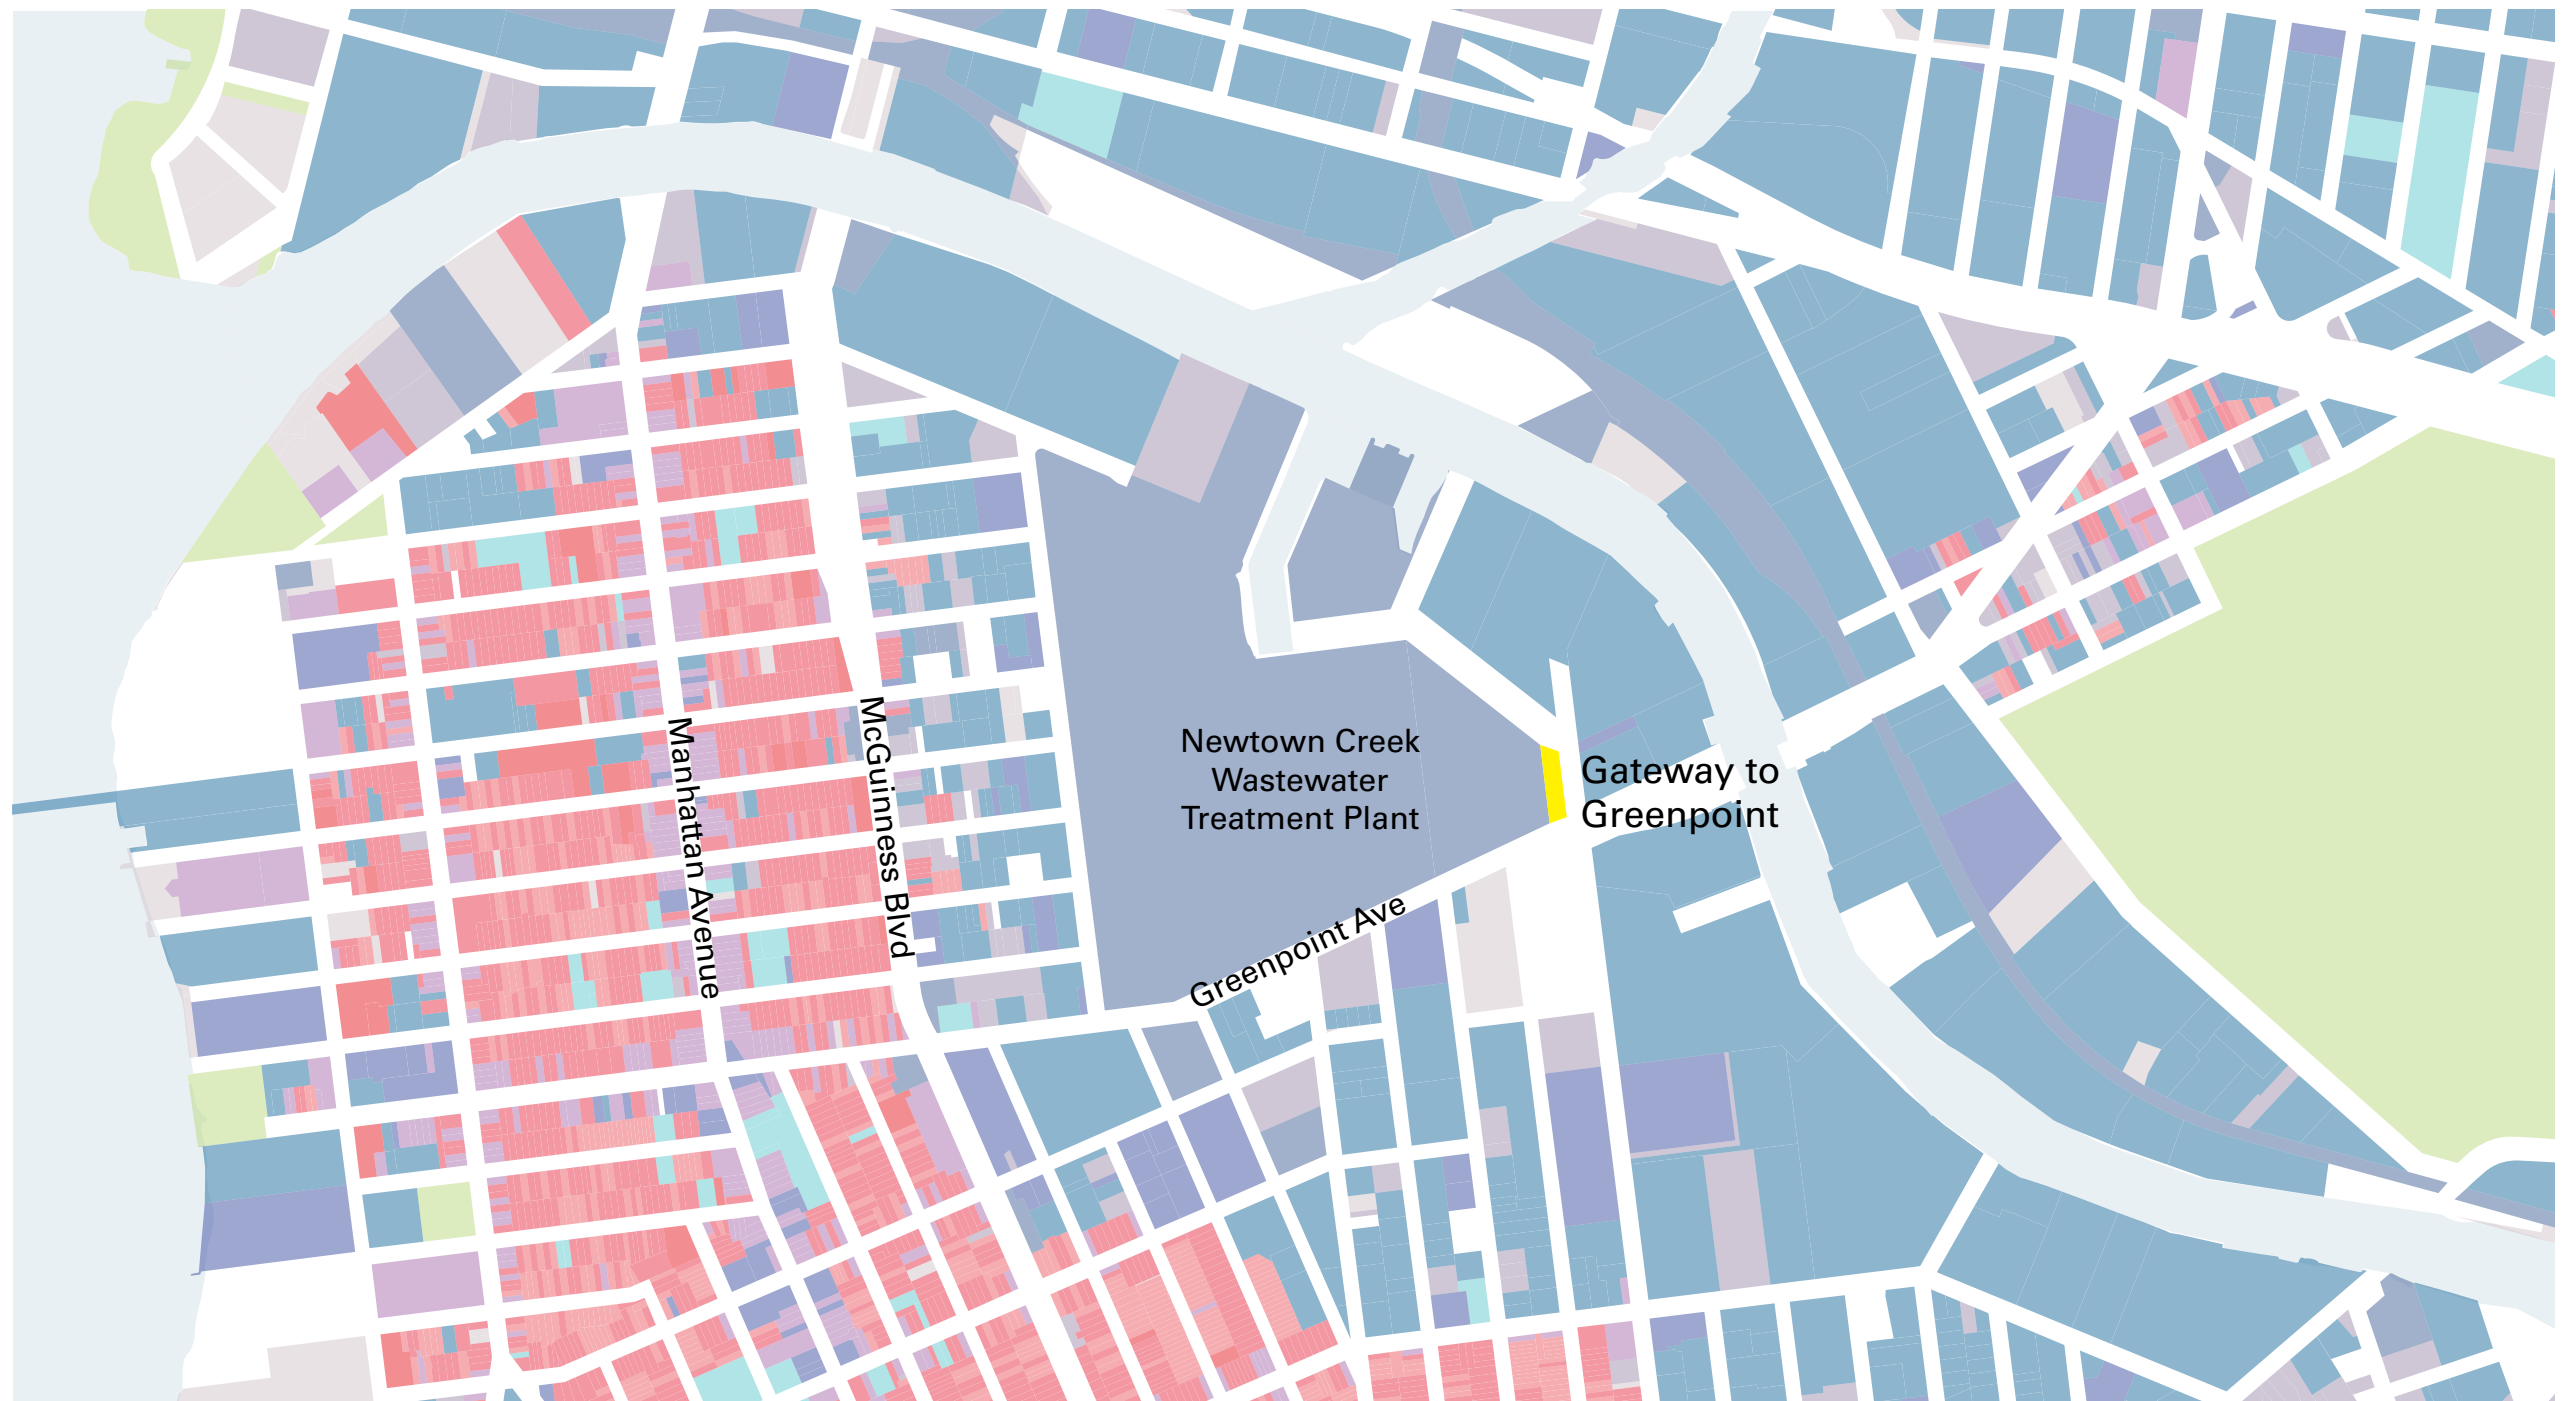 Manhattan Avenue
McGuinness Blvd
Newtown Creek
Wastewater
Treatment Plant
Gateway to
Greenpoint
Greenpoint Ave